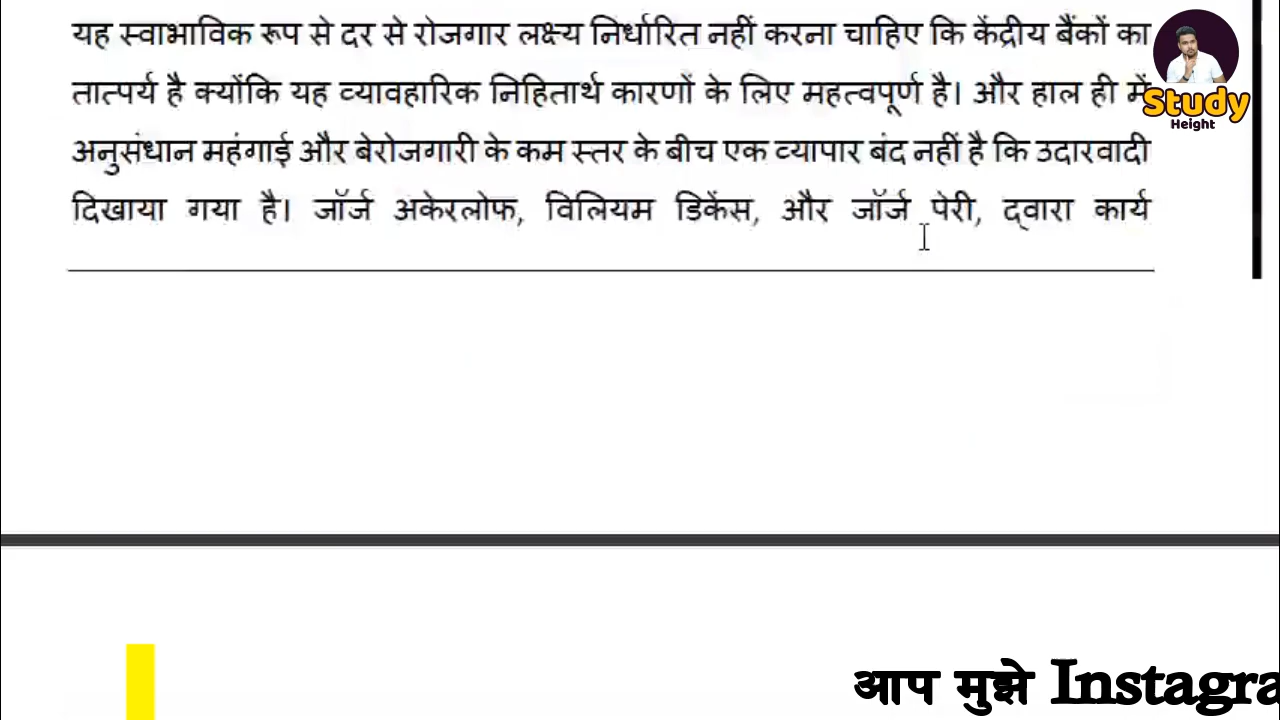 यह स्वाभाविक रूप से दर से रोजगार लक्ष्य निर्धारित नहीं करना चाहिए कि केंद्रीय बैंकों का
तात्पर्य है क्योंकि यह व्यावहारिक निहितार्थ कारणों के लिए महत्वपूर्ण है। और हाल ही में
अनुसंधान महंगाई और बेरोजगारी के कम स्तर के बीच एक व्यापार बंद नहीं है कि उदारवादी
दिखाया गया है। जॉर्ज अकेरलोफ, विलियम डिकेंस, और जॉर्ज पेरी, द्वारा कार्य
Study
Height
आप मुझे Instagra